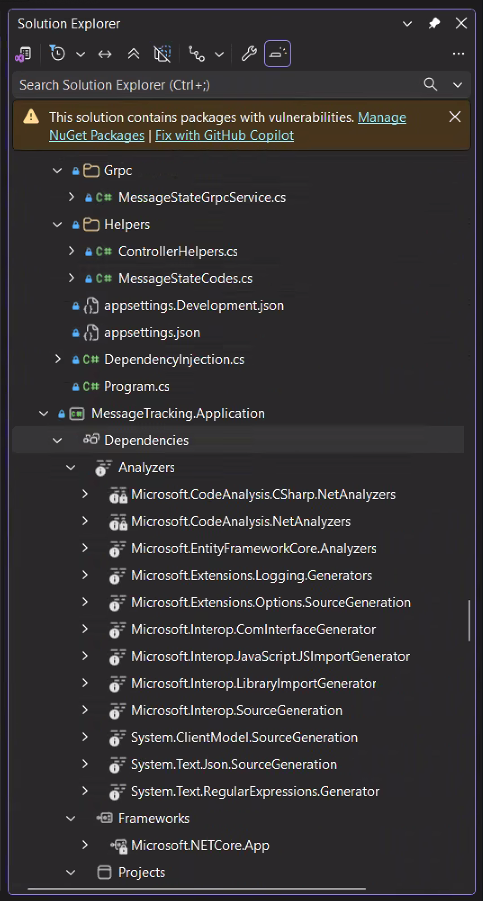 Solution Explorer
Search Solution Explorer (Ctrl+;)
This solution contains packages with vulnerabilities. Manage
NuGet Packages | Fix with GitHub Copilot
Grpc
C# MessageStateGrpcService.cs
Helpers
C# ControllerHelpers.cs
C# MessageStateCodes.cs
appsettings.Development.json
appsettings.json
C# DependencyInjection.cs
C# Program.cs
C# MessageTracking.Application
Dependencies
Analyzers
Microsoft.CodeAnalysis.CSharp.NetAnalyzers
Microsoft.CodeAnalysis.NetAnalyzers
Microsoft.EntityFrameworkCore.Analyzers
Microsoft.Extensions.Logging.Generators
Microsoft.Extensions.Options.SourceGeneration
Microsoft.Interop.ComInterfaceGenerator
Microsoft.Interop.JavaScript.JSImportGenerator
Microsoft.Interop.LibraryImportGenerator
Microsoft.Interop.SourceGeneration
System.ClientModel.SourceGeneration
System.Text.Json.SourceGeneration
System.Text.RegularExpressions.Generator
Frameworks
Microsoft.NETCore.App
Projects